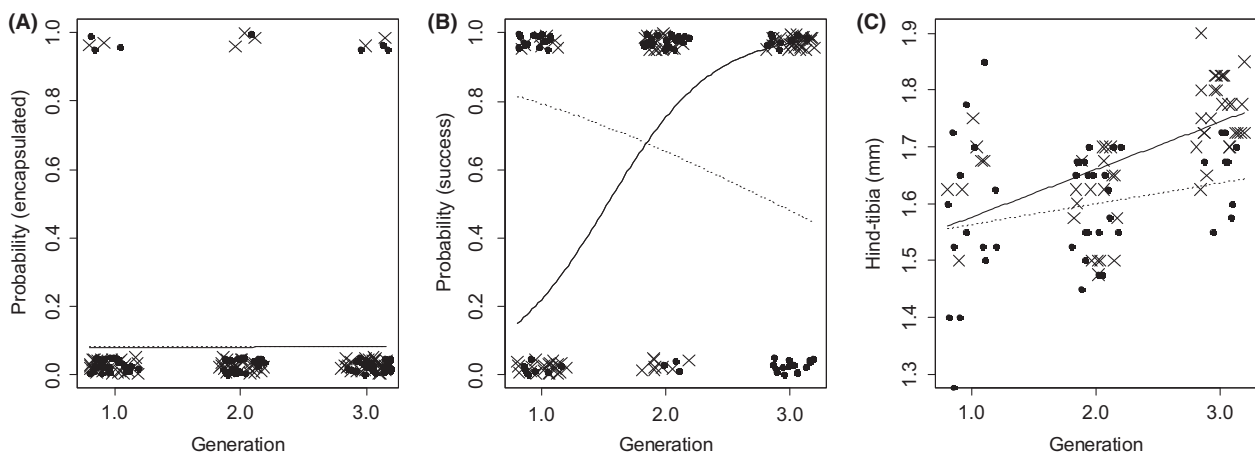 (A)
Probability (encapsulated)
1.0
0.8
0.6
0.4
0.2
0.0
1.0 2.0 3.0
Generation
(B)
Probability (success)
1.0
0.8
0.6
0.4
0.2
0.0
1.0 2.0 3.0
Generation
(C)
Hind-tibia (mm)
1.9
1.8
1.7
1.6
1.5
1.4
1.3
1.0 2.0 3.0
Generation